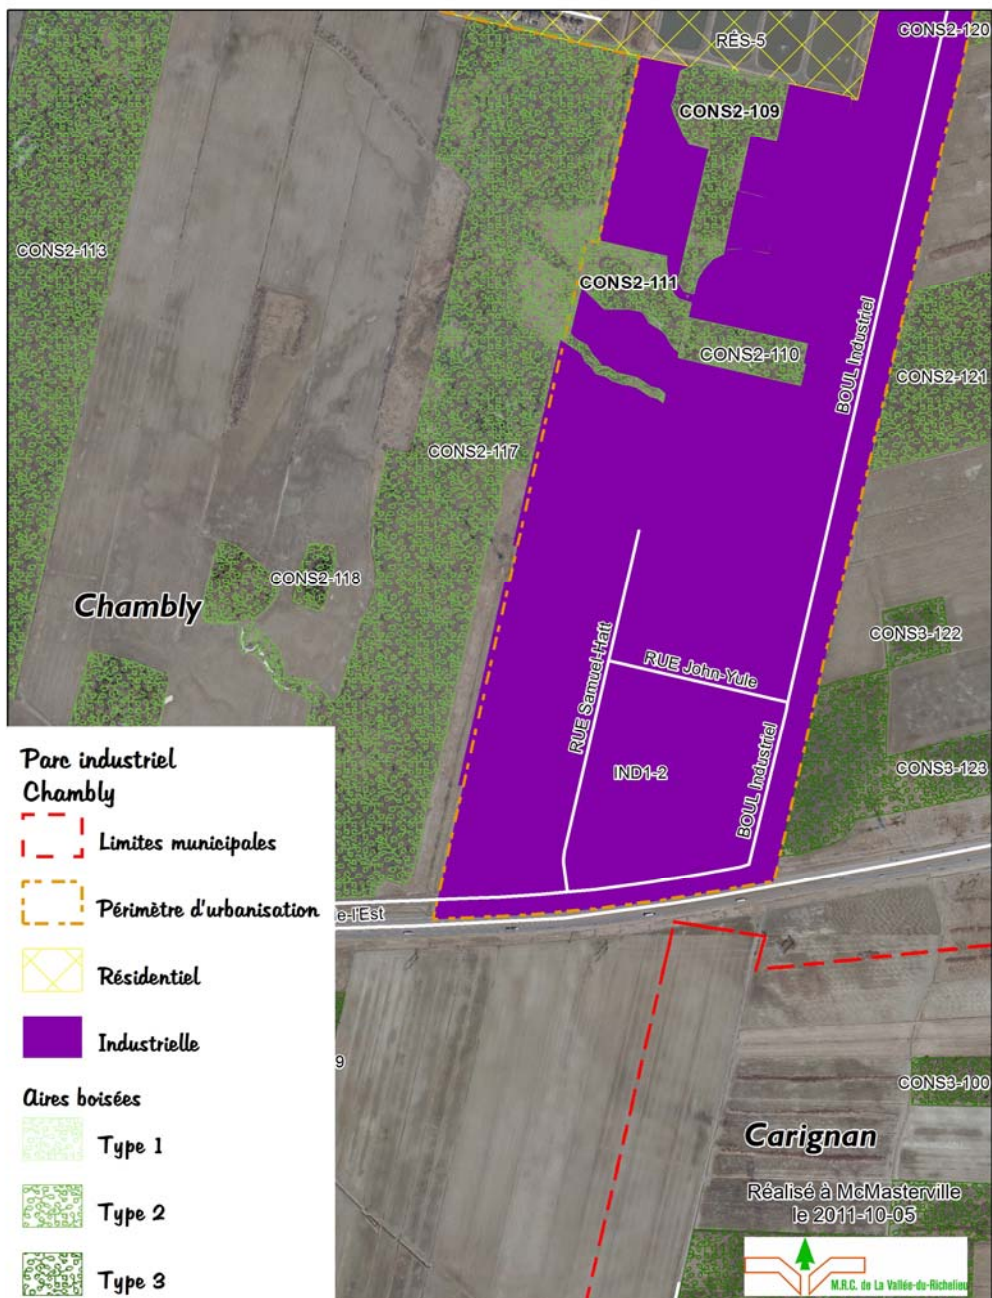 CONS2-120
RÉS-5
CONS2-109
CONS2-113
CONS2-111
BOUL Industriel
CONS2-110
CONS2-121
CONS2-117
CONS2-118
Chambly
CONS3-122
RUE John-Yule
RUE Samuel-Hatt
IND1-2
BOUL Industriel
CONS3-123
Parc industriel
Chambly
Limites municipales
Périmètre d'urbanisation
Résidentiel
Industrielle
Aires boisées
Type 1
Type 2
Type 3
e-l'Est
9
CONS3-100
Carignan
Réalisé à McMasterville
le 2011-10-05
M.R.C. de La Vallée-du-Richelieu